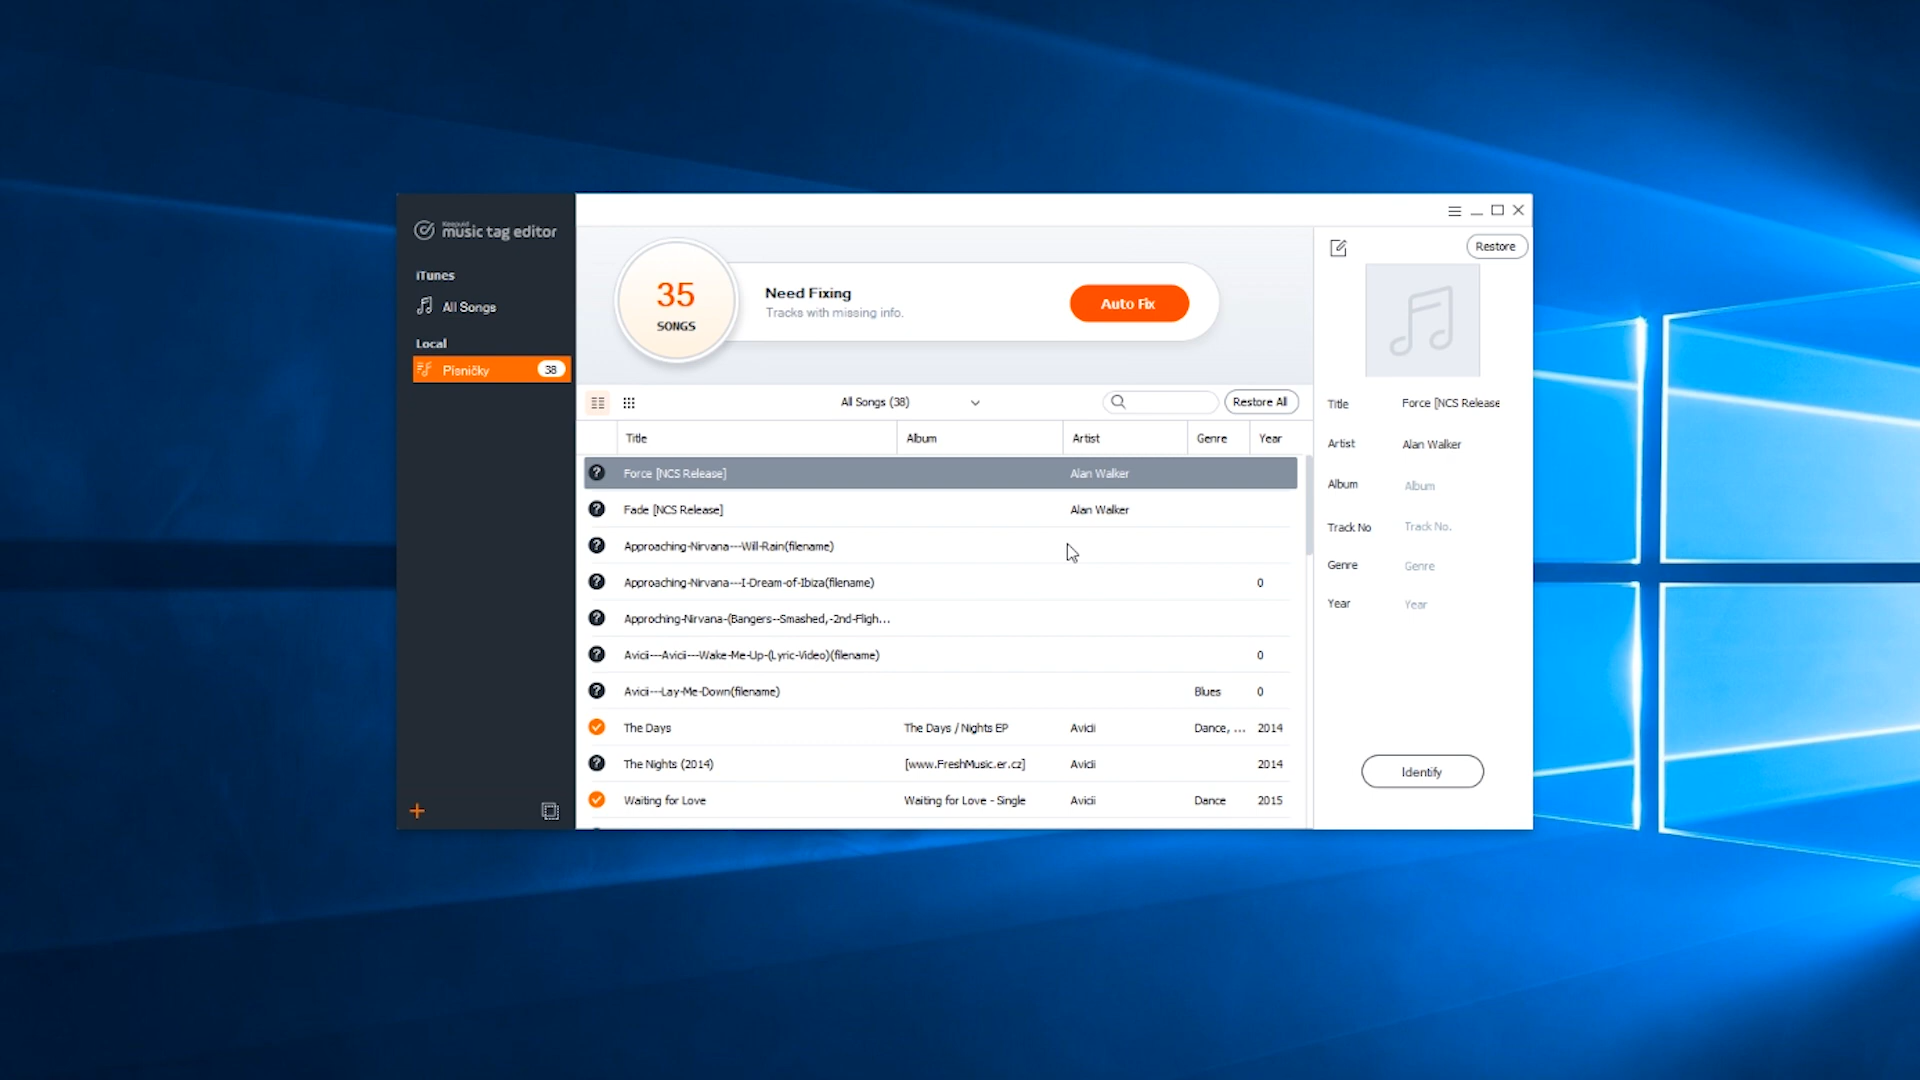 KeepVid
music tag editor
iTunes
All Songs
Local
Písničky 38
35
SONGS
Need Fixing
Tracks with missing info.
Auto Fix
All Songs (38)
Restore All
Title Album Artist Genre Year
Force [NCS Release] Alan Walker
Fade [NCS Release] Alan Walker
Approaching-Nirvana---Will-Rain(filename)
Approaching-Nirvana---I-Dream-of-Ibiza(filename) 0
Approching-Nirvana-(Bangers--Smashed,-2nd-Fligh...
Avicii---Avicii---Wake-Me-Up-(Lyric-Video)(filename) 0
Avicii---Lay-Me-Down(filename) Blues 0
The Days The Days / Nights EP Avicii Dance, ... 2014
The Nights (2014) [www.FreshMusic.er.cz] Avicii 2014
Waiting for Love Waiting for Love - Single Avicii Dance 2015
Restore
Title Force [NCS Release
Artist Alan Walker
Album Album
Track No Track No.
Genre Genre
Year Year
Identify